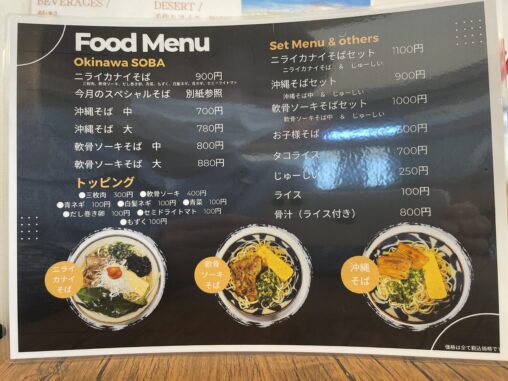 BEVERAGES /
DESERT /
Food Menu
Okinawa SOBA
ニライカナイそば 900円
今月のスペシャルそば 別紙参照
沖縄そば 中 700円
沖縄そば 大 780円
軟骨ソーキそば 中 800円
軟骨ソーキそば 大 880円
トッピング
●三枚肉 300円 ●軟骨ソーキ 400円
●青ネギ 100円 ●白髪ネギ 100円 ●青菜 100円
●だし巻き卵 100円 ●セミドライトマト 100円
●もずく 100円
Set Menu & others
ニライカナイそばセット 1100円
ニライカナイそば & じゅーしい
沖縄そばセット 900円
沖縄そば中 & じゅーしい
軟骨ソーキそばセット 1000円
軟骨ソーキそば中 & じゅーしい
お子様そば
タコライス 700円
じゅーしい 250円
ライス 100円
骨汁(ライス付き) 800円
ニライ
カナイ
そば
軟骨
ソーキ
そば
沖縄
そば
価格は全て税込価格です